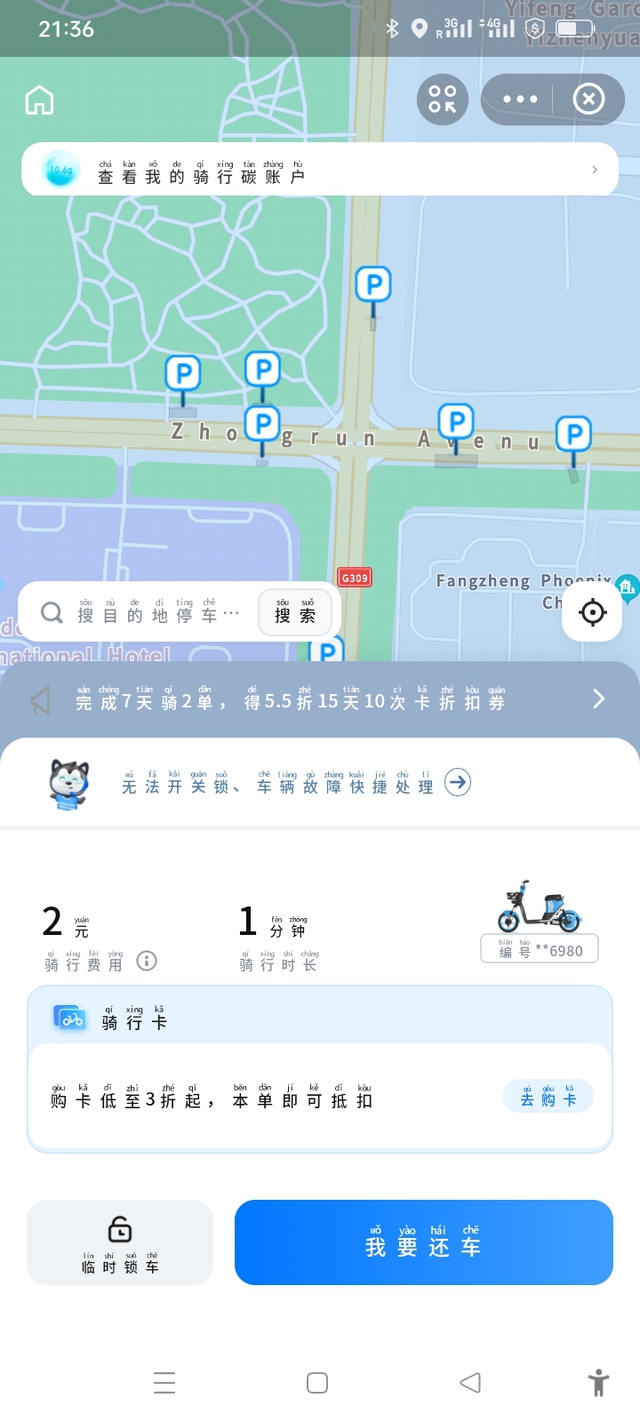 21:36
3G
R
4G
Yifeng Gard
Yizhenyua
10.6g
chá kàn wǒ de qí xíng tàn zhàng hù
查看我的骑行碳账户
P
P
P
P
P
P
Zhongrun Avenu
G309
Fangzheng Phoenix
sōu mù de dì tíng chē
搜目的地停车…
sōu suǒ
搜索
national Hotel
P
wán chéng tiān qí dān dé zhé tiān cì kǎ zhé kòu quàn
完成7天骑2单，得5.5折15天10次卡折扣券
wú fǎ kāi guān suǒ chē liàng gù zhàng kuài jié chǔ lǐ
无法开关锁、车辆故障快捷处理
yuán
2元
fēn zhōng
1分钟
qí xíng fèi yòng
骑行费用
qí xíng shí cháng
骑行时长
biān hào
编号**6980
qí xíng kǎ
骑行卡
gòu kǎ dī zhì zhé qǐ běn dān jí kě dǐ kòu
购卡低至3折起，本单即可抵扣
qù gòu kǎ
去购卡
lín shí suǒ chē
临时锁车
wǒ yào hái chē
我要还车